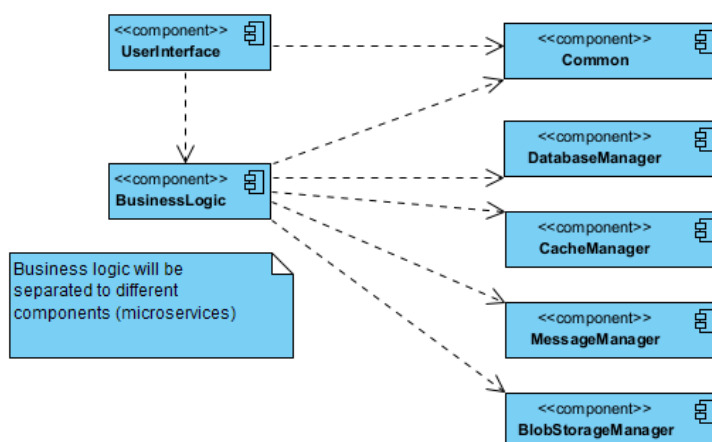 <<component>>
UserInterface
<<component>>
Common
<<component>>
DatabaseManager
<<component>>
BusinessLogic
<<component>>
CacheManager
Business logic will be
separated to different
components (microservices)
<<component>>
MessageManager
<<component>>
BlobStorageManager